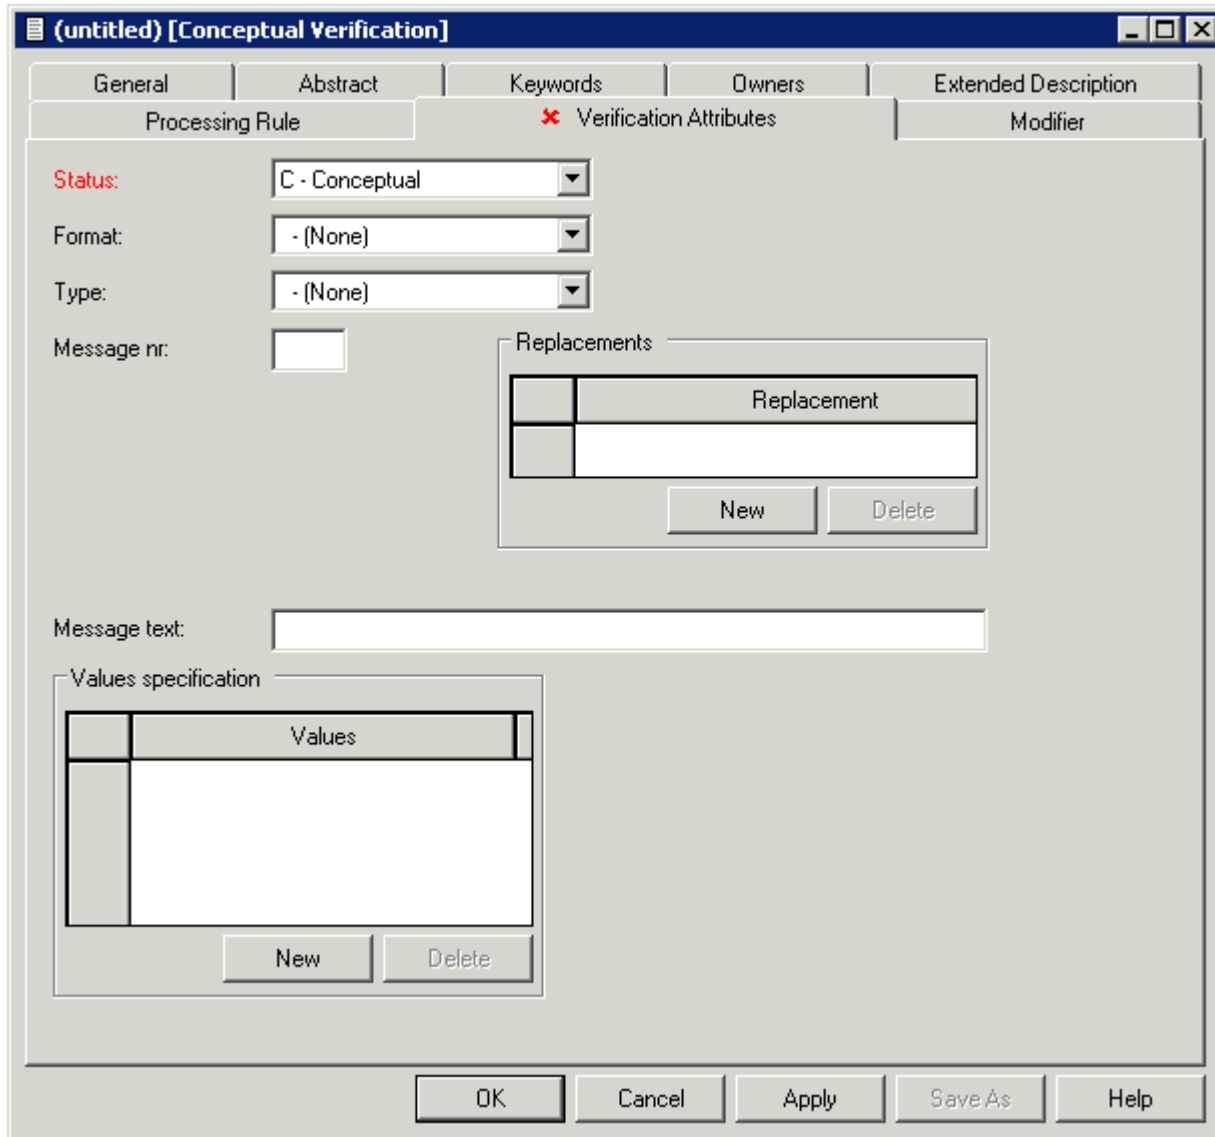 (untitled) [Conceptual Verification]
General Abstract Keywords Owners Extended Description
Processing Rule Verification Attributes Modifier
Status: C - Conceptual
Format: - (None)
Type: - (None)
Message nr: Replacements
Replacement
New Delete
Message text:
Values specification
Values
New Delete
OK Cancel Apply Save As Help